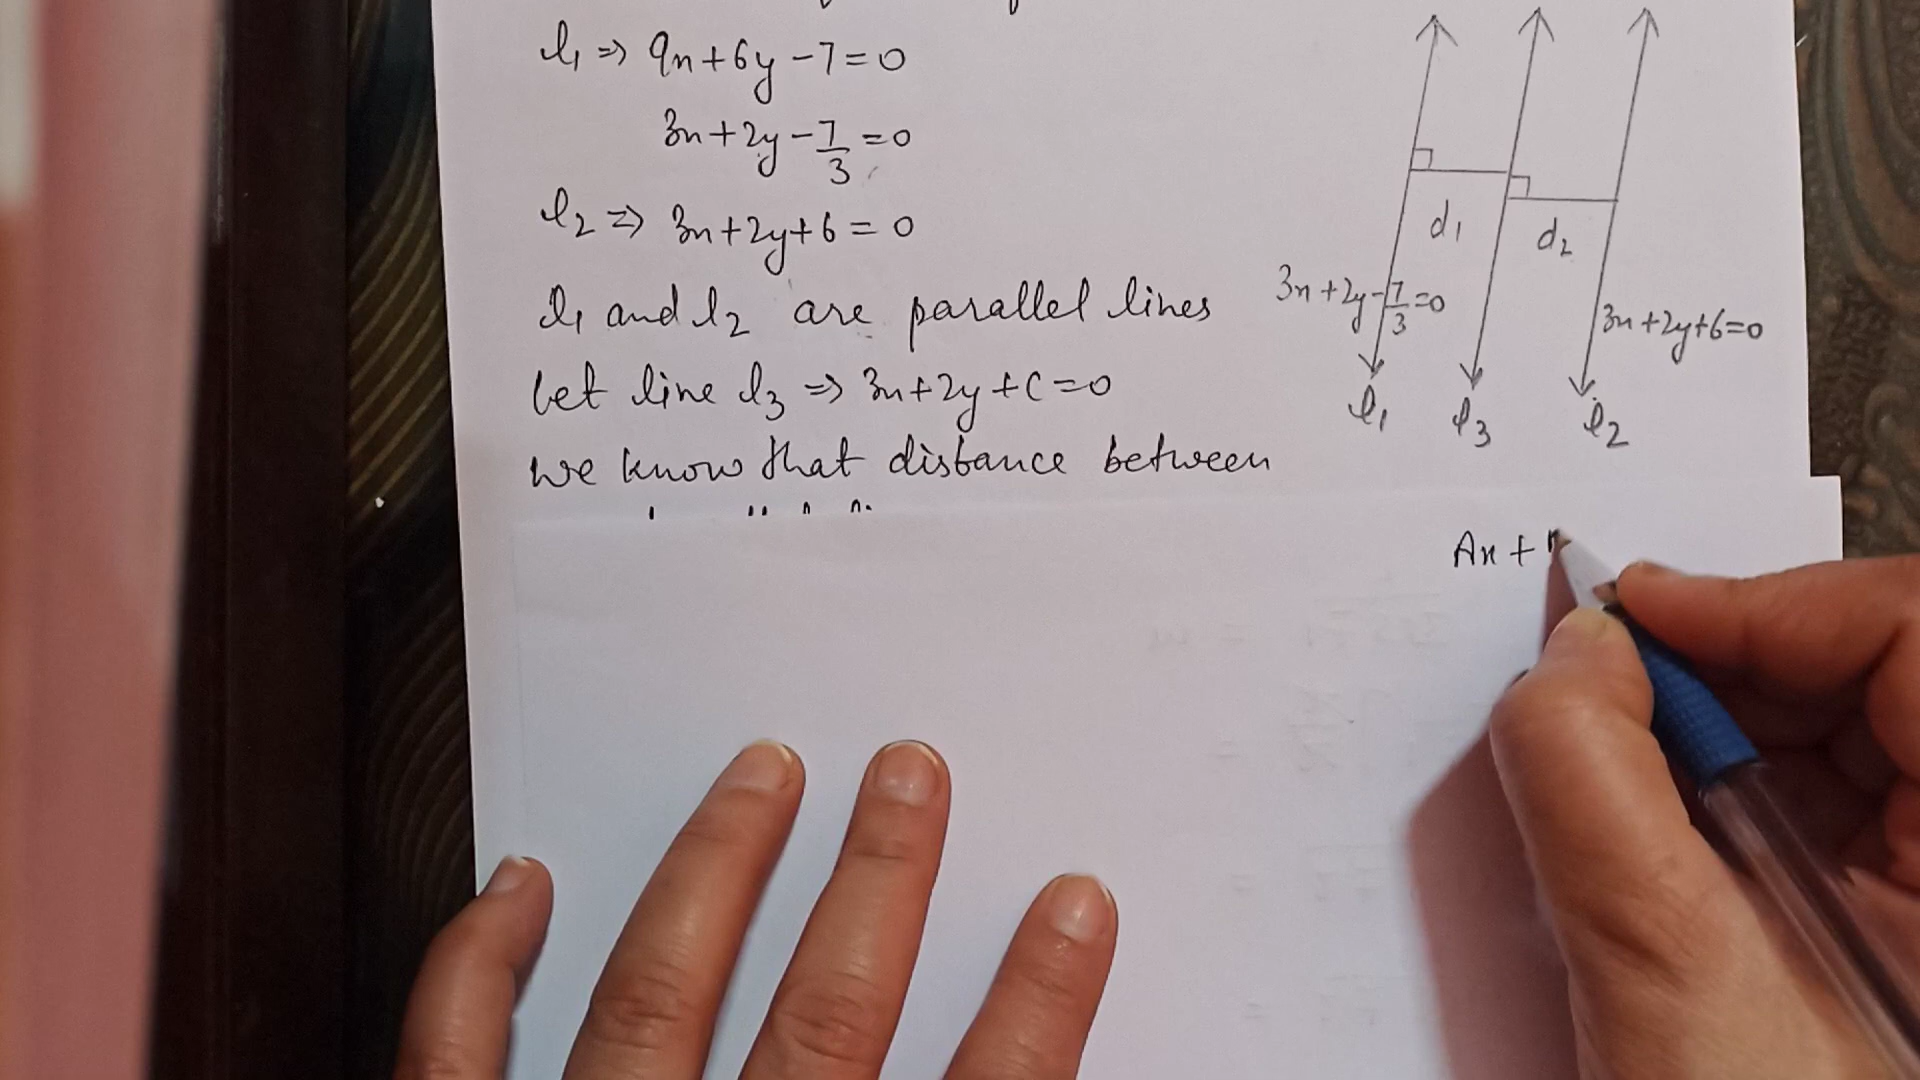 l₁ ⇒ 9x+6y-7=0
3x+2y-7/3=0
l₂ ⇒ 3x+2y+6=0
l₁ and l₂ are parallel lines
Let line l₃ ⇒ 3x+2y+C=0
We know that distance between
d₁
d₂
3x+2y-7/3=0
3x+2y+6=0
l₁
l₃
l₂
Ax+